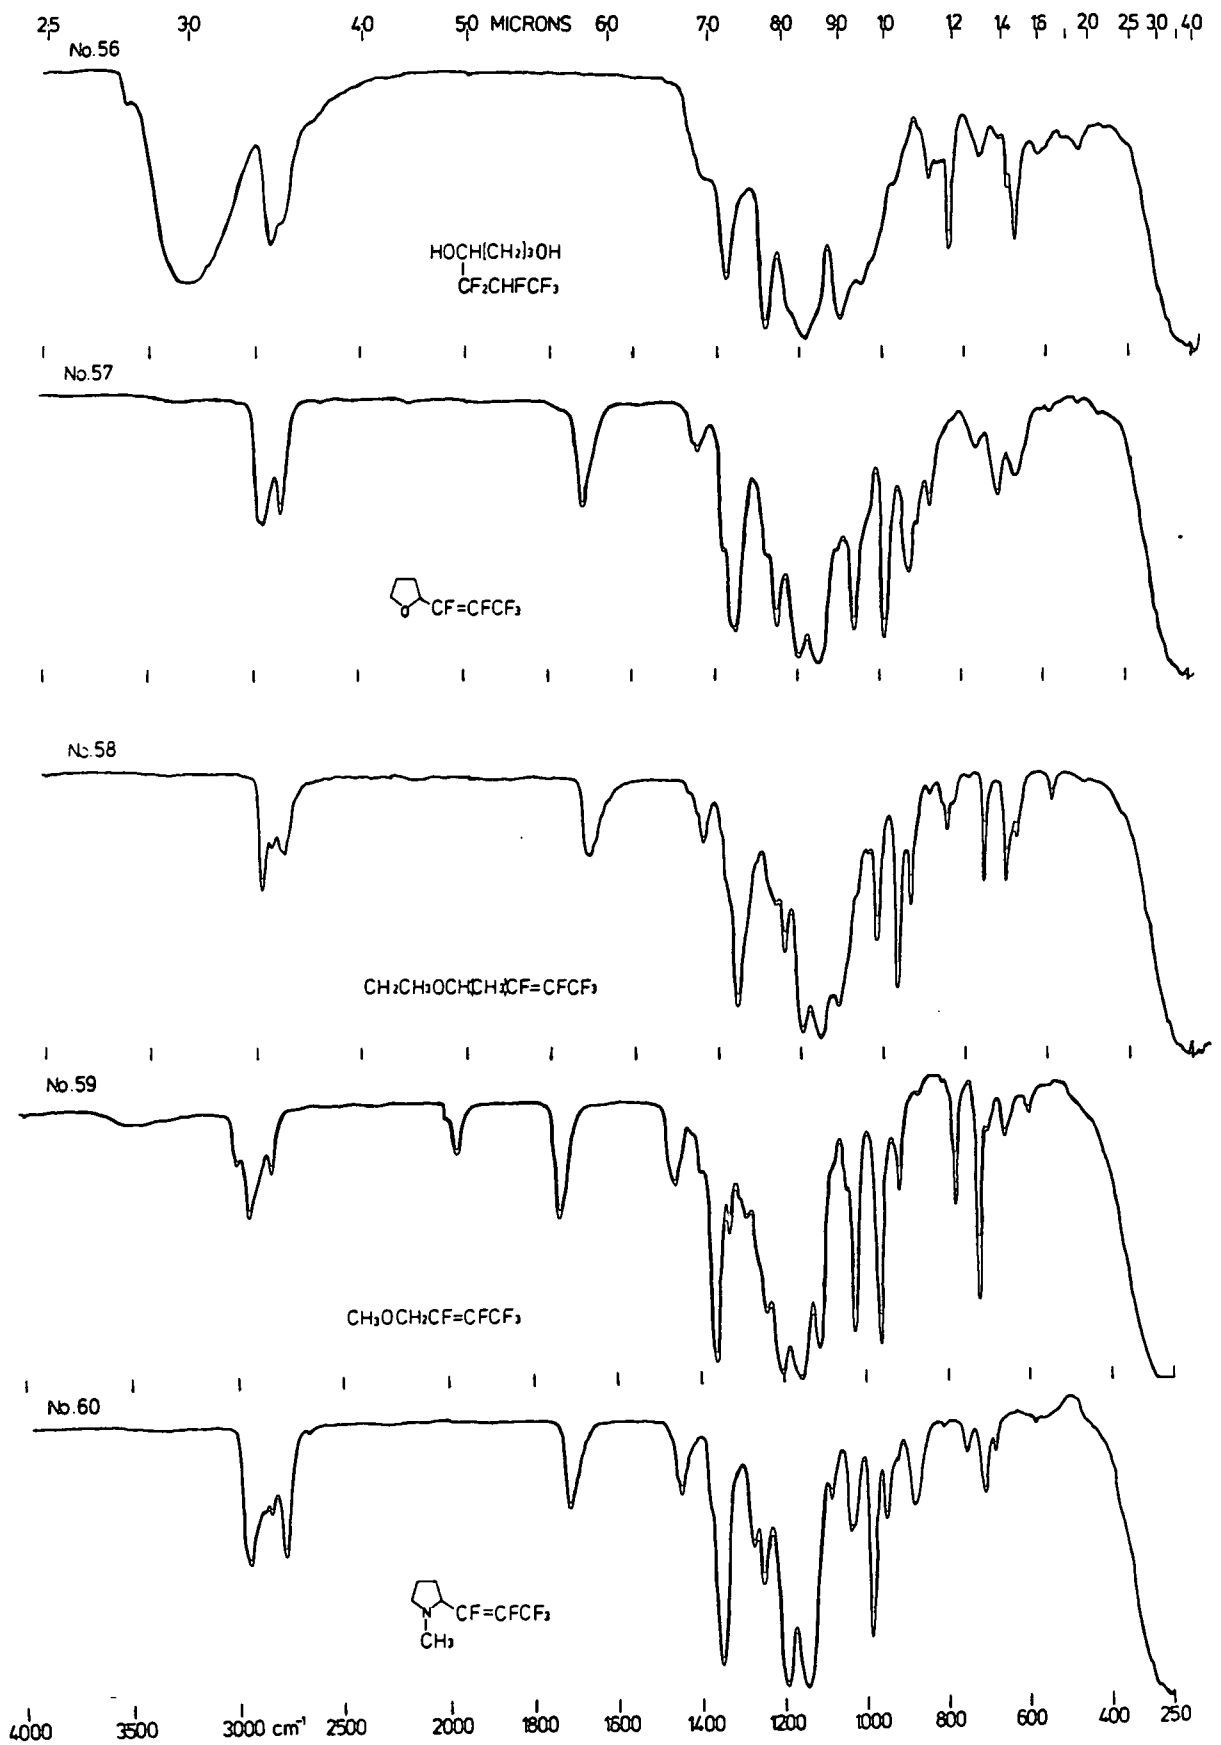 2.5 3.0 4.0 5.0 MICRONS 6.0 7.0 8.0 9.0 10 12 14 16 20 25 30 40
No.56
HOCH(CH₂)₃OH
CF₂CHFCF₃
No.57
O CF=CFCF₃
No.58
CH₂CH₃OCH(CH₃)CF=CFCF₃
No.59
CH₃OCH₂CF=CFCF₃
No.60
N CF=CFCF₃
CH₃
4000 3500 3000 cm⁻¹ 2500 2000 1800 1600 1400 1200 1000 800 600 400 250